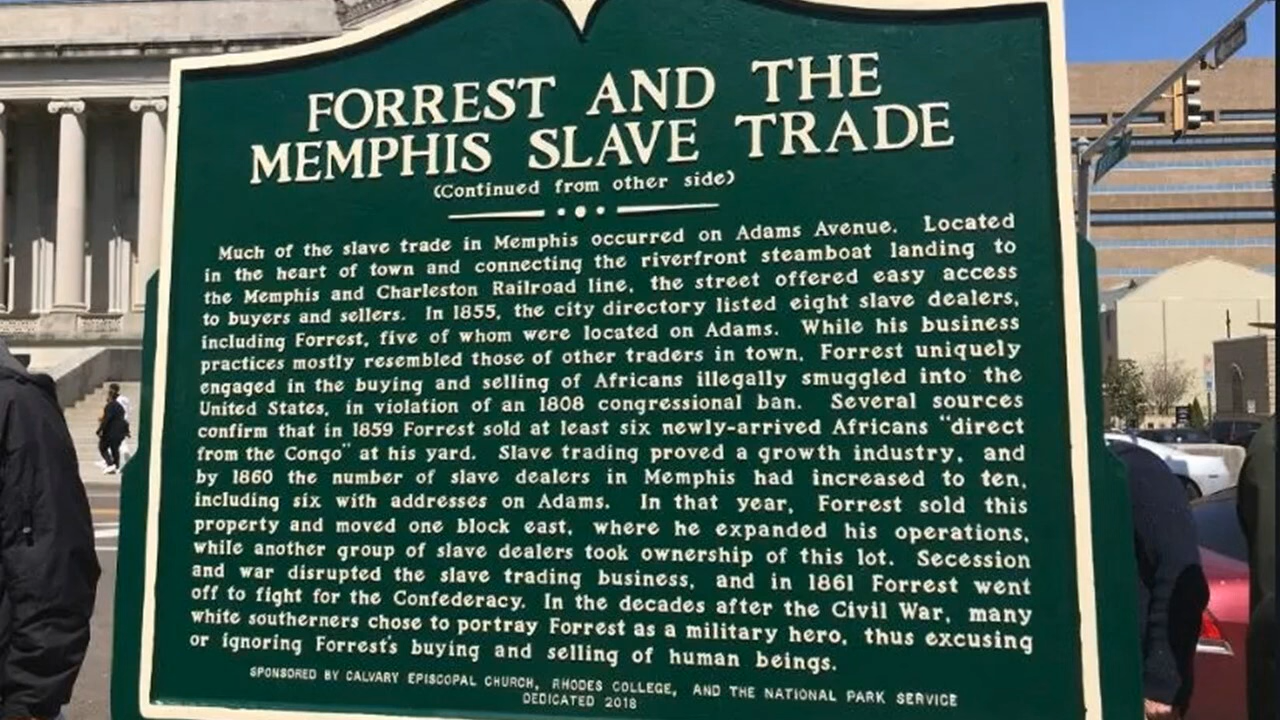 FORREST AND THE
MEMPHIS SLAVE TRADE
(Continued from other side)
Much of the slave trade in Memphis occurred on Adams Avenue. Located
in the heart of town and connecting the riverfront steamboat landing to
the Memphis and Charleston Railroad line, the street offered easy access
to buyers and sellers. In 1855, the city directory listed eight slave dealers,
including Forrest, five of whom were located on Adams. While his business
practices mostly resembled those of other traders in town, Forrest uniquely
engaged in the buying and selling of Africans illegally smuggled into the
United States, in violation of an 1808 congressional ban. Several sources
confirm that in 1859 Forrest sold at least six newly-arrived Africans "direct
from the Congo" at his yard. Slave trading proved a growth industry, and
by 1860 the number of slave dealers in Memphis had increased to ten,
including six with addresses on Adams. In that year, Forrest sold this
property and moved one block east, where he expanded his operations,
while another group of slave dealers took ownership of this lot. Secession
and war disrupted the slave trading business, and in 1861 Forrest went
off to fight for the Confederacy. In the decades after the Civil War, many
white southerners chose to portray Forrest as a military hero, thus excusing
or ignoring Forrest's buying and selling of human beings.
SPONSORED BY CALVARY EPISCOPAL CHURCH, RHODES COLLEGE, AND THE NATIONAL PARK SERVICE
DEDICATED 2018